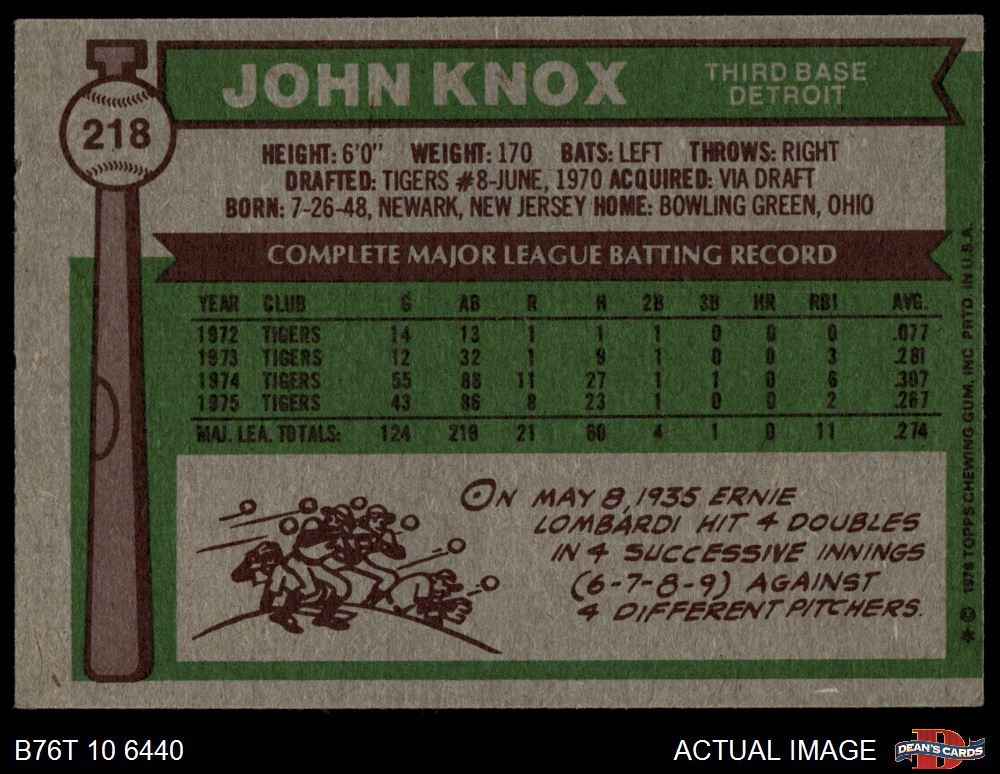 JOHN KNOX
THIRD BASE
DETROIT
218
HEIGHT: 6'0" WEIGHT: 170 BATS: LEFT THROWS: RIGHT
DRAFTED: TIGERS #8-JUNE, 1970 ACQUIRED: VIA DRAFT
BORN: 7-26-48, NEWARK, NEW JERSEY HOME: BOWLING GREEN, OHIO
COMPLETE MAJOR LEAGUE BATTING RECORD
YEAR CLUB G AB R H 2B 3B HR RBI AVG.
1972 TIGERS 14 13 1 1 1 0 0 0 .077
1973 TIGERS 12 32 1 9 1 0 0 3 .281
1974 TIGERS 55 88 11 27 1 1 0 6 .307
1975 TIGERS 43 86 8 23 1 0 0 2 .267
MAJ. LEA. TOTALS: 124 219 21 60 4 1 0 11 .274
ON MAY 8, 1935 ERNIE
LOMBARDI HIT 4 DOUBLES
IN 4 SUCCESSIVE INNINGS
(6-7-8-9) AGAINST
4 DIFFERENT PITCHERS.
* © 1976 TOPPS CHEWING GUM, INC PRTD. IN U.S.A.
B76T 10 6440
ACTUAL IMAGE
D
DEAN'S CARDS